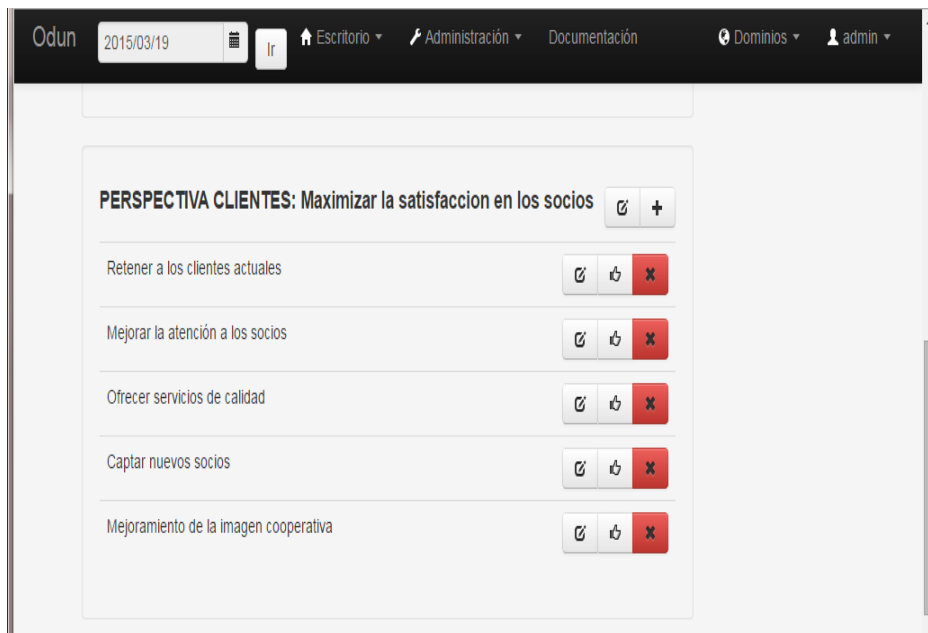 Odun 2015/03/19 Ir Escritorio Administración Documentación Dominios admin
PERSPECTIVA CLIENTES: Maximizar la satisfaccion en los socios
Retener a los clientes actuales
Mejorar la atención a los socios
Ofrecer servicios de calidad
Captar nuevos socios
Mejoramiento de la imagen cooperativa